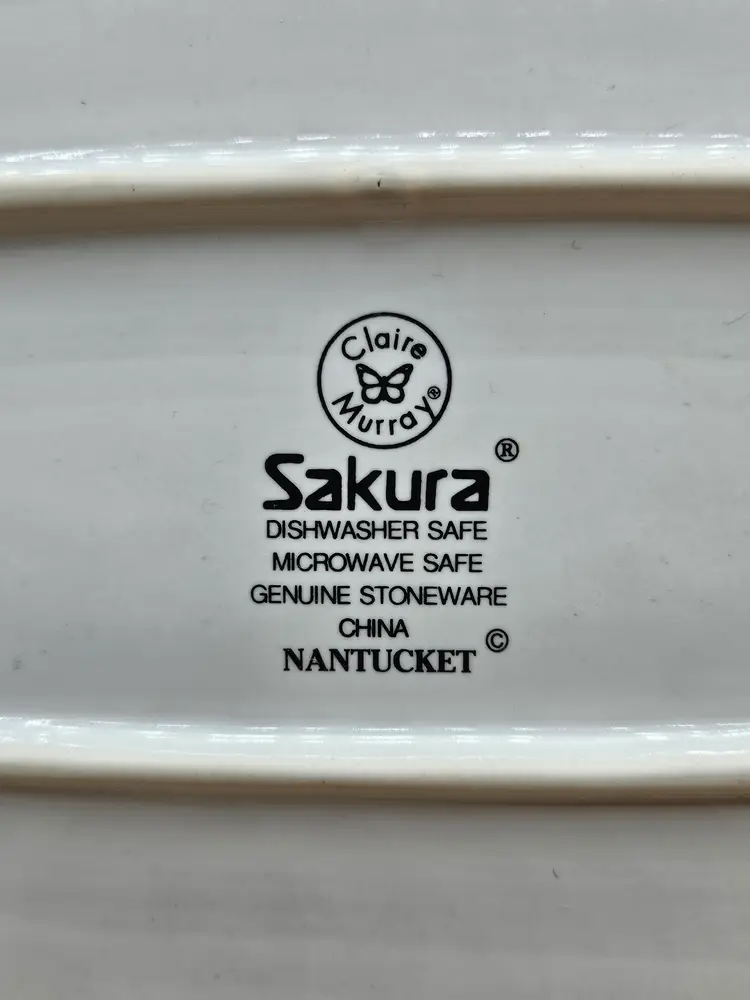 Claire
Murray®
Sakura®
DISHWASHER SAFE
MICROWAVE SAFE
GENUINE STONEWARE
CHINA
NANTUCKET©